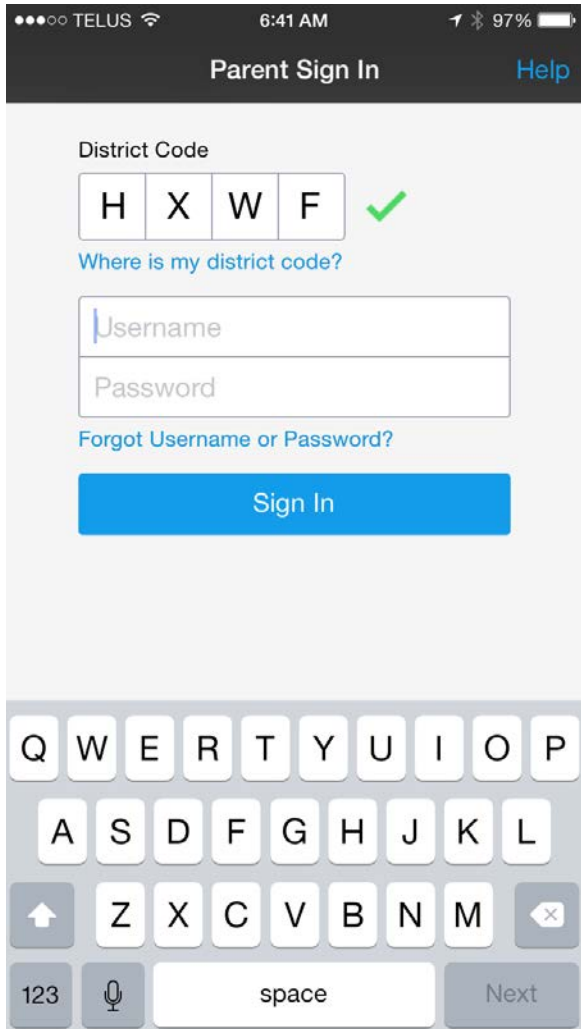 TELUS 6:41 AM 97%
Parent Sign In Help
District Code
H X W F
Where is my district code?
Username
Password
Forgot Username or Password?
Sign In
Q W E R T Y U I O P
A S D F G H J K L
Z X C V B N M
123 space Next